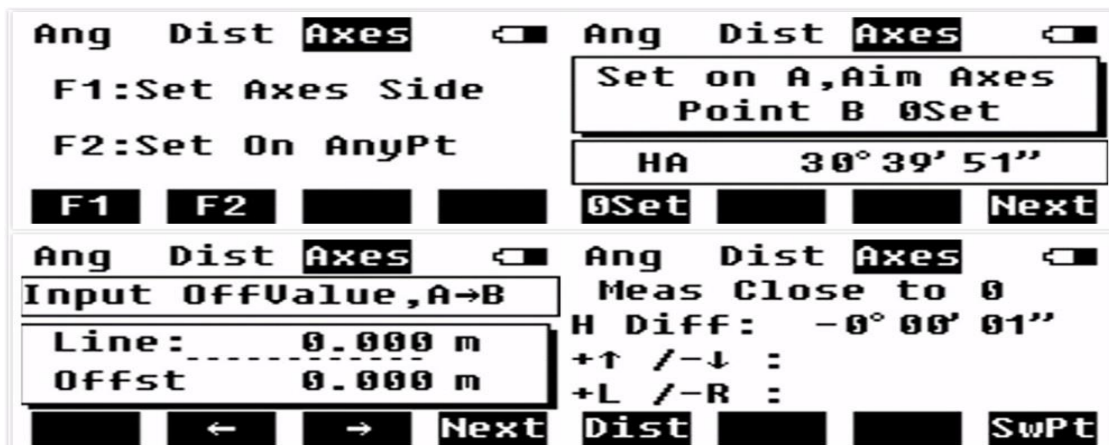 Ang Dist Axes
F1:Set Axes Side
F2:Set On AnyPt
F1 F2
Ang Dist Axes
Set on A,Aim Axes
Point B 0Set
HA 30°39′51″
0Set Next
Ang Dist Axes
Input OffValue,A→B
Line: 0.000 m
Offst 0.000 m
← → Next
Ang Dist Axes
Meas Close to 0
H Diff: -0°00′01″
+↑ /-↓ :
+L /-R :
Dist SwPt